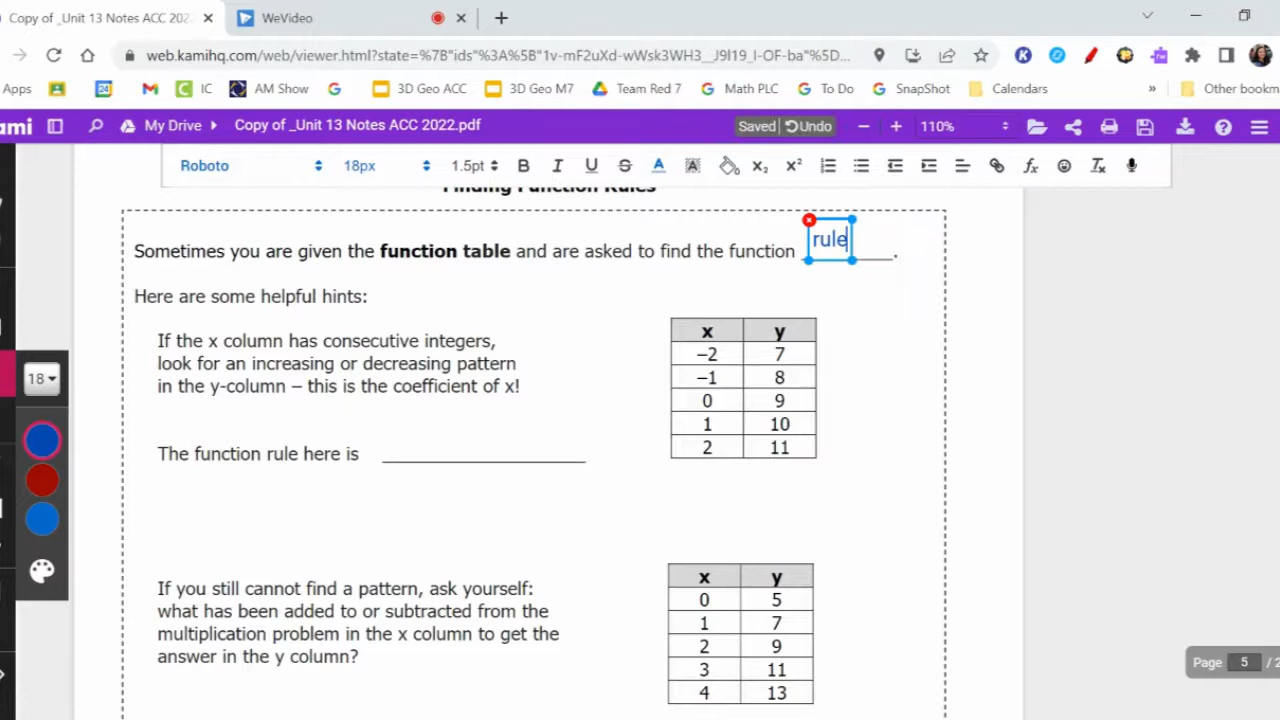 Copy of _Unit 13 Notes ACC 202
WeVideo
web.kamihq.com/web/viewer.html?state=%7B"ids"%3A%5B"1v-mF2uXd-wWsk3WH3__J9l19_I-OF-ba"%5D...
Apps
IC
AM Show
3D Geo ACC
3D Geo M7
Team Red 7
Math PLC
To Do
SnapShot
Calendars
»
Other bookm
ami
My Drive
Copy of _Unit 13 Notes ACC 2022.pdf
Saved
Undo
110%
Roboto
18px
1.5pt
Finding Function Rules
Sometimes you are given the function table and are asked to find the function rule.
Here are some helpful hints:
If the x column has consecutive integers,
look for an increasing or decreasing pattern
in the y-column – this is the coefficient of x!
x y
–2 7
–1 8
0 9
1 10
2 11
The function rule here is ____________________
18
If you still cannot find a pattern, ask yourself:
what has been added to or subtracted from the
multiplication problem in the x column to get the
answer in the y column?
x y
0 5
1 7
2 9
3 11
4 13
Page 5 / 2